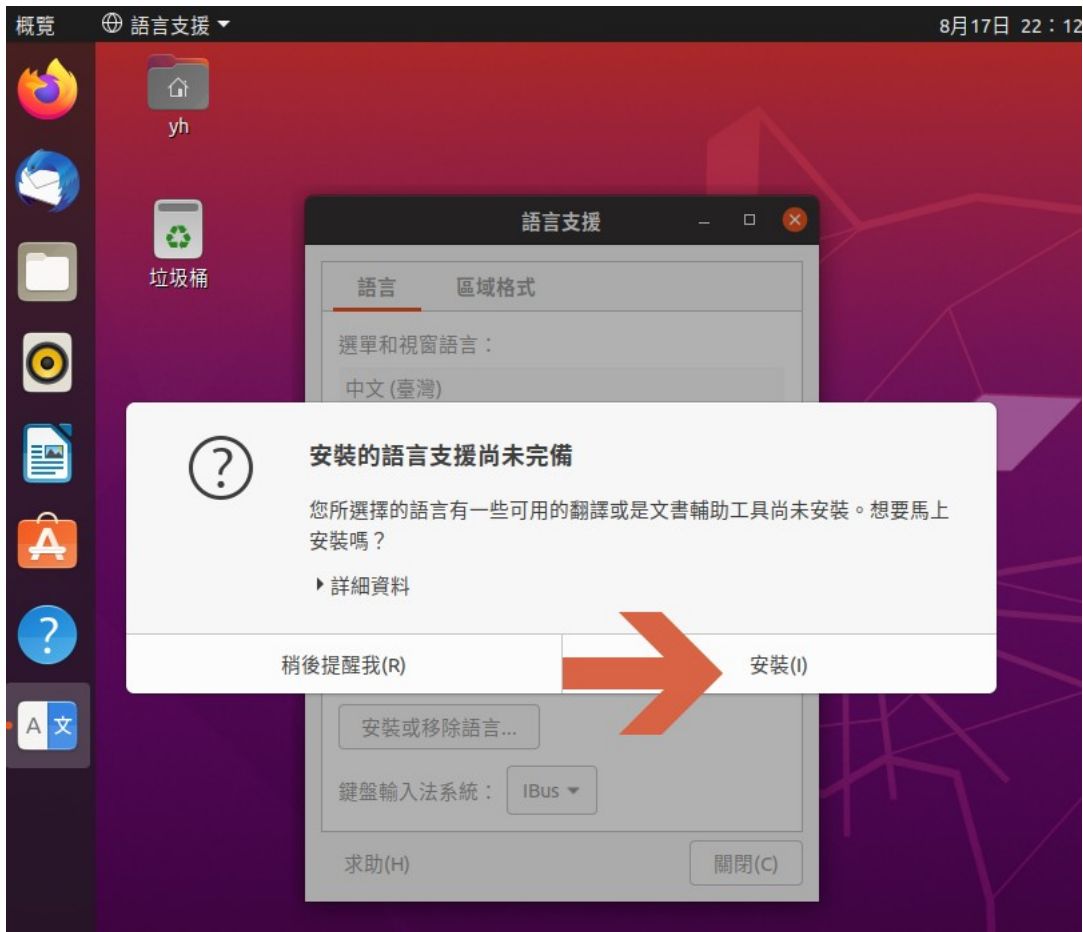 概覽
語言支援
8月17日 22：12
yh
垃圾桶
語言支援
語言
區域格式
選單和視窗語言：
中文 (臺灣)
安裝的語言支援尚未完備
您所選擇的語言有一些可用的翻譯或是文書輔助工具尚未安裝。想要馬上
安裝嗎？
詳細資料
稍後提醒我(R)
安裝(I)
安裝或移除語言...
鍵盤輸入法系統：
IBus
求助(H)
關閉(C)
A 文